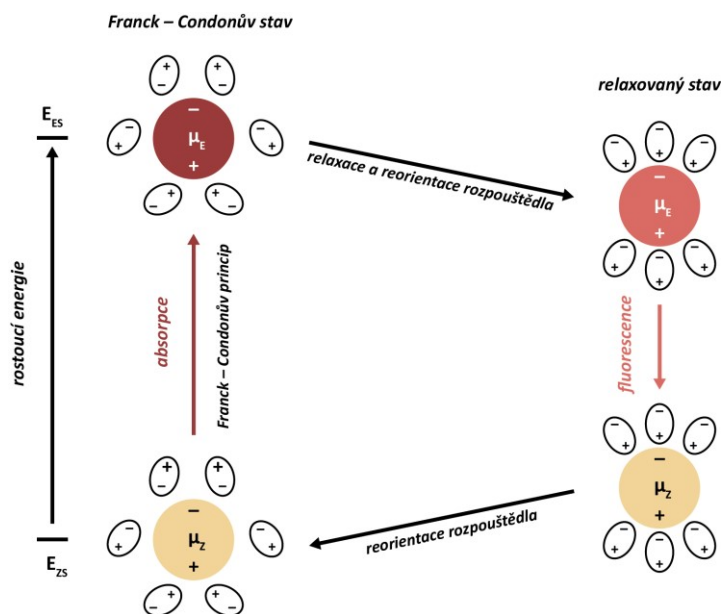 Franck – Condonův stav
relaxovaný stav
E_ES
− μ_E +
relaxace a reorientace rozpouštědla
− μ_E +
rostoucí energie
absorpce
Franck – Condonův princip
fluorescence
− μ_Z +
reorientace rozpouštědla
− μ_Z +
E_ZS